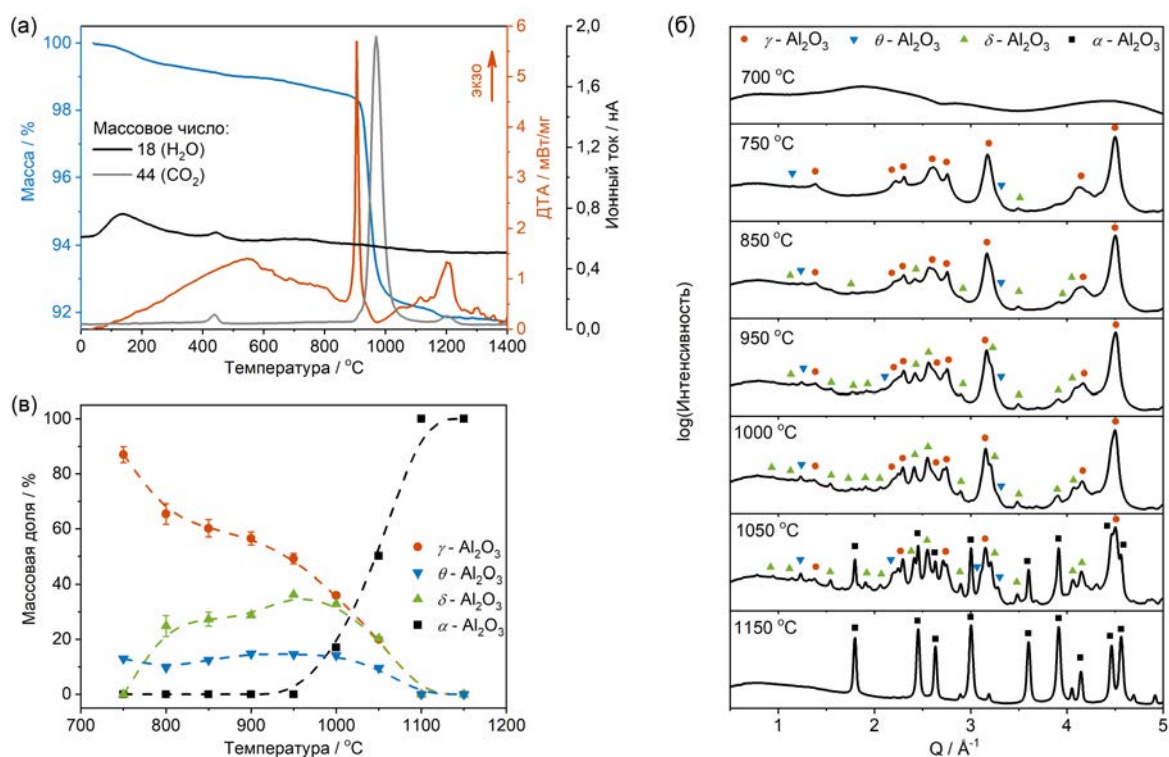 (а)
100
98
96
94
92
Масса / %
Массовое число:
18 (H₂O)
44 (CO₂)
экзо
6
5
4
3
2
1
0
ДТА / мВт/мг
2,0
1,6
1,2
0,8
0,4
0,0
Ионный ток / нА
0 200 400 600 800 1000 1200 1400
Температура / °C
(б)
γ - Al₂O₃ θ - Al₂O₃ δ - Al₂O₃ α - Al₂O₃
700 °C
750 °C
850 °C
950 °C
1000 °C
1050 °C
1150 °C
log(Интенсивность)
1 2 3 4 5
Q / Å⁻¹
(в)
100
80
60
40
20
0
Массовая доля / %
γ - Al₂O₃
θ - Al₂O₃
δ - Al₂O₃
α - Al₂O₃
700 800 900 1000 1100 1200
Температура / °C